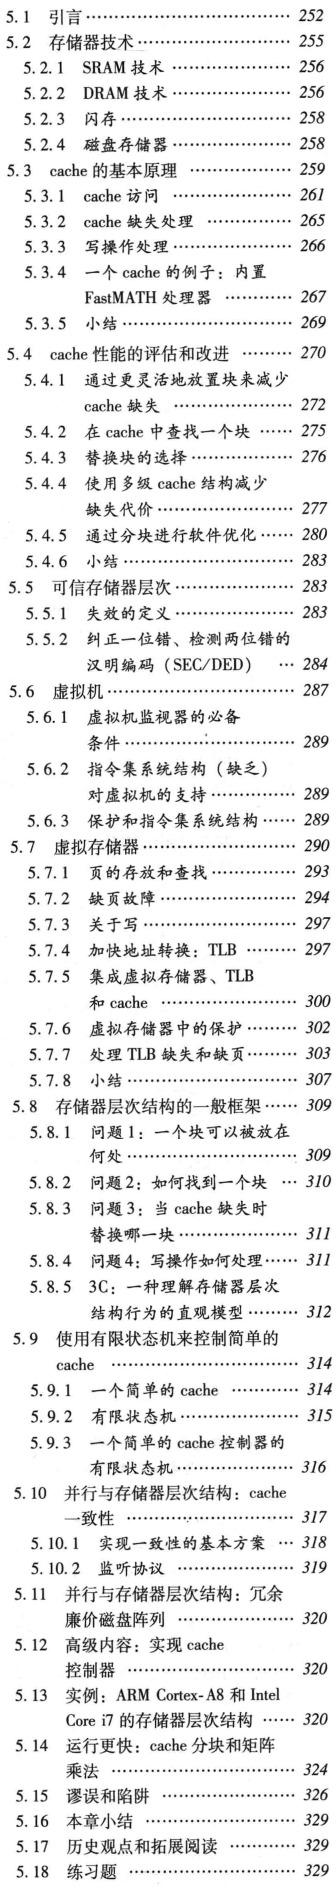 5.1 引言 ……………………… 252
5.2 存储器技术 ……………………… 255
5.2.1 SRAM 技术 ……………… 256
5.2.2 DRAM 技术 ……………… 256
5.2.3 闪存 ……………………… 258
5.2.4 磁盘存储器 ……………… 258
5.3 cache 的基本原理 ……………… 259
5.3.1 cache 访问 ……………… 261
5.3.2 cache 缺失处理 ………… 265
5.3.3 写操作处理 ……………… 266
5.3.4 一个 cache 的例子：内置
FastMATH 处理器 ………… 267
5.3.5 小结 ……………………… 269
5.4 cache 性能的评估和改进 ……… 270
5.4.1 通过更灵活地放置块来减少
cache 缺失 ……………… 272
5.4.2 在 cache 中查找一个块 …… 275
5.4.3 替换块的选择 …………… 276
5.4.4 使用多级 cache 结构减少
缺失代价 ………………… 277
5.4.5 通过分块进行软件优化 …… 280
5.4.6 小结 ……………………… 283
5.5 可信存储器层次 ………………… 283
5.5.1 失效的定义 ……………… 283
5.5.2 纠正一位错、检测两位错的
汉明编码（SEC/DED） … 284
5.6 虚拟机 ………………………… 287
5.6.1 虚拟机监视器的必备
条件 ……………………… 289
5.6.2 指令集系统结构（缺乏）
对虚拟机的支持 ………… 289
5.6.3 保护和指令集系统结构 …… 289
5.7 虚拟存储器 …………………… 290
5.7.1 页的存放和查找 ………… 293
5.7.2 缺页故障 ………………… 294
5.7.3 关于写 …………………… 297
5.7.4 加快地址转换：TLB ……… 297
5.7.5 集成虚拟存储器、TLB
和 cache ………………… 300
5.7.6 虚拟存储器中的保护 ……… 302
5.7.7 处理 TLB 缺失和缺页 ……… 303
5.7.8 小结 ……………………… 307
5.8 存储器层次结构的一般框架 …… 309
5.8.1 问题1：一个块可以被放在
何处 ……………………… 309
5.8.2 问题2：如何找到一个块 … 310
5.8.3 问题3：当 cache 缺失时
替换哪一块 ……………… 311
5.8.4 问题4：写操作如何处理 …… 311
5.8.5 3C：一种理解存储器层次
结构行为的直观模型 ……… 312
5.9 使用有限状态机来控制简单的
cache ………………………… 314
5.9.1 一个简单的 cache ………… 314
5.9.2 有限状态机 ……………… 315
5.9.3 一个简单的 cache 控制器的
有限状态机 ……………… 316
5.10 并行与存储器层次结构：cache
一致性 ……………………… 317
5.10.1 实现一致性的基本方案 … 318
5.10.2 监听协议 ……………… 319
5.11 并行与存储器层次结构：冗余
廉价磁盘阵列 ……………… 320
5.12 高级内容：实现 cache
控制器 ……………………… 320
5.13 实例：ARM Cortex-A8 和 Intel
Core i7 的存储器层次结构 …… 320
5.14 运行更快：cache 分块和矩阵
乘法 ………………………… 324
5.15 谬误和陷阱 ………………… 326
5.16 本章小结 …………………… 329
5.17 历史观点和拓展阅读 ………… 329
5.18 练习题 ……………………… 329